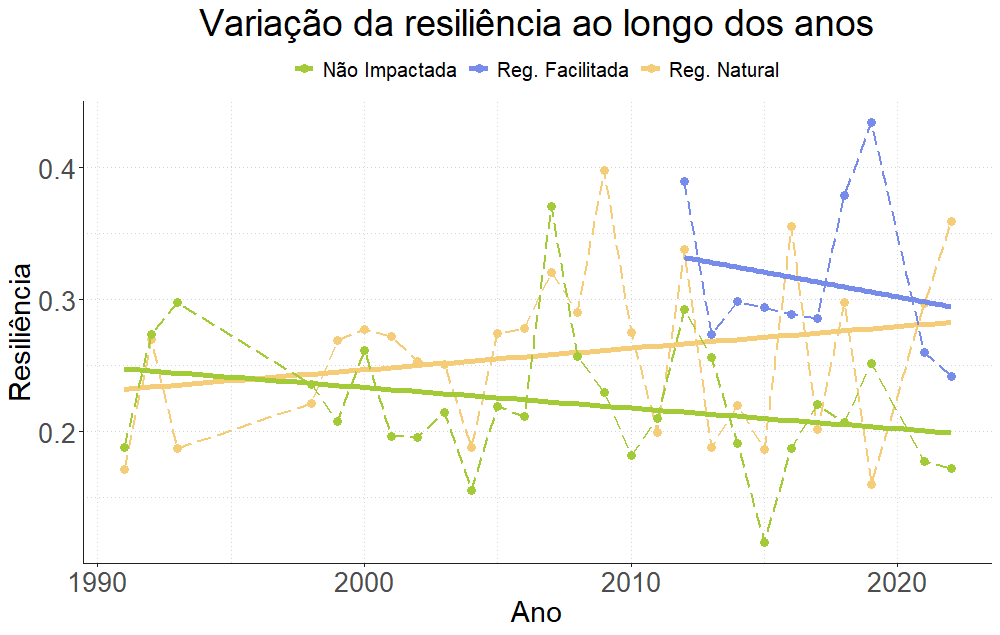 Variação da resiliência ao longo dos anos
Não Impactada Reg. Facilitada Reg. Natural
0.4
0.3
0.2
Resiliência
1990 2000 2010 2020
Ano